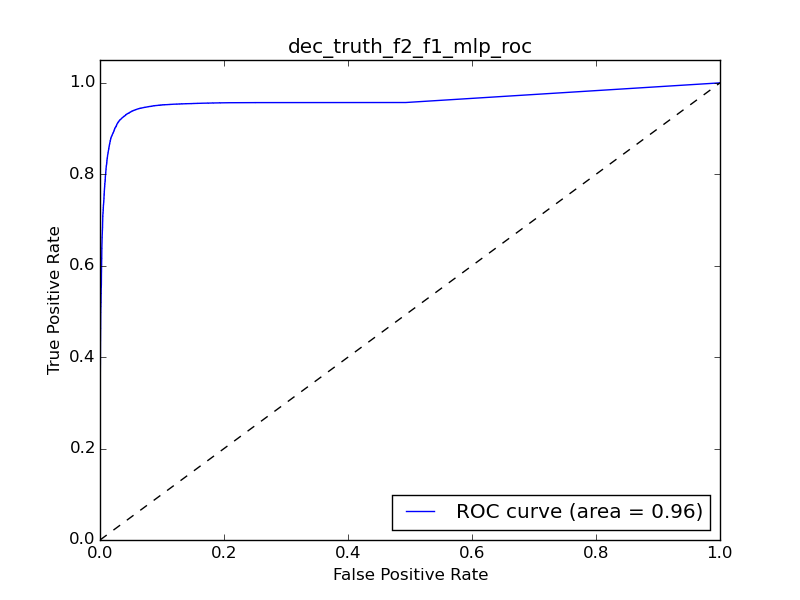 dec_truth_f2_f1_mlp_roc
1.0
0.8
0.6
0.4
0.2
0.0
True Positive Rate
ROC curve (area = 0.96)
0.0 0.2 0.4 0.6 0.8 1.0
False Positive Rate